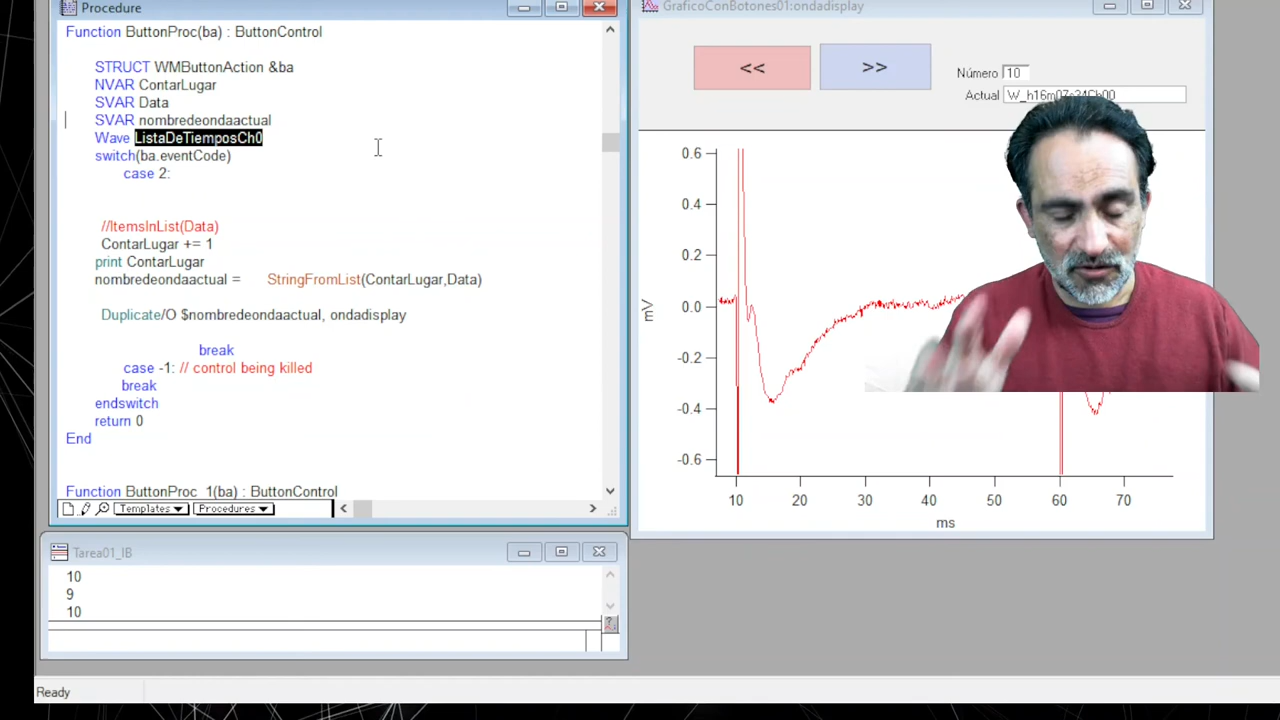 Procedure
Function ButtonProc(ba) : ButtonControl
STRUCT WMButtonAction &ba
NVAR ContarLugar
SVAR Data
SVAR nombredeondaactual
Wave ListaDeTiemposCh0
switch(ba.eventCode)
case 2:
//ItemsInList(Data)
ContarLugar += 1
print ContarLugar
nombredeondaactual = StringFromList(ContarLugar,Data)
Duplicate/O $nombredeondaactual, ondadisplay
break
case -1: // control being killed
break
endswitch
return 0
End
Function ButtonProc_1(ba) : ButtonControl
Templates
Procedures
Tarea01_IB
10
9
10
Ready
GraficoConBotones01:ondadisplay
<<
>>
Número 10
Actual
0.6
0.4
0.2
0.0
-0.2
-0.4
-0.6
mV
10 20 30 40 50 60 70
ms